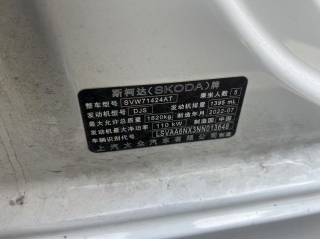 斯柯达(SKODA)牌 乘坐人数 5
整车型号 SVW71424AT 发动机排量 1395 mL
发动机型号 DJS 制造年月 2022-07
最大允许总质量 1820kg 制造国 中国
发动机最大净功率 110 kW
车辆识别代号 LSVAA6NX3NN013648
上汽大众汽车有限公司 制造